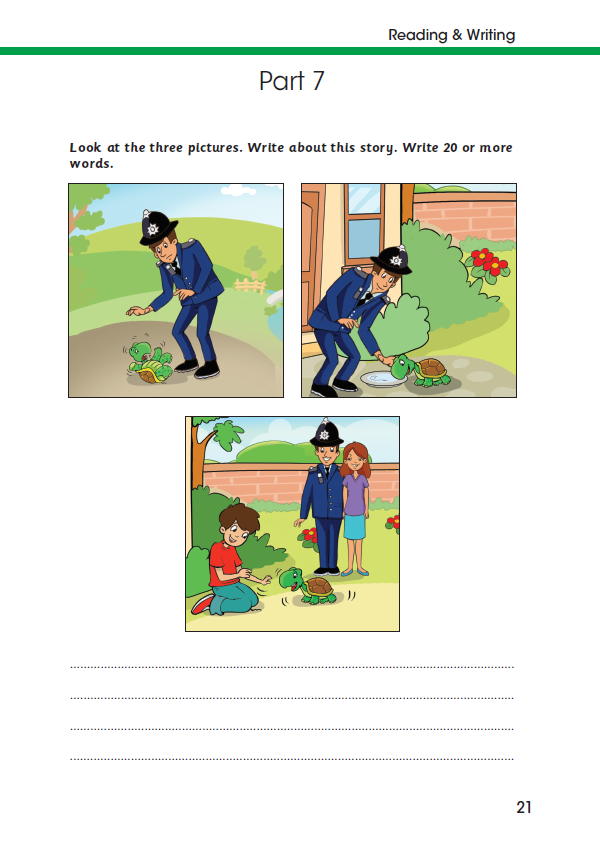 Reading & Writing
Part 7
Look at the three pictures. Write about this story. Write 20 or more
words.
21